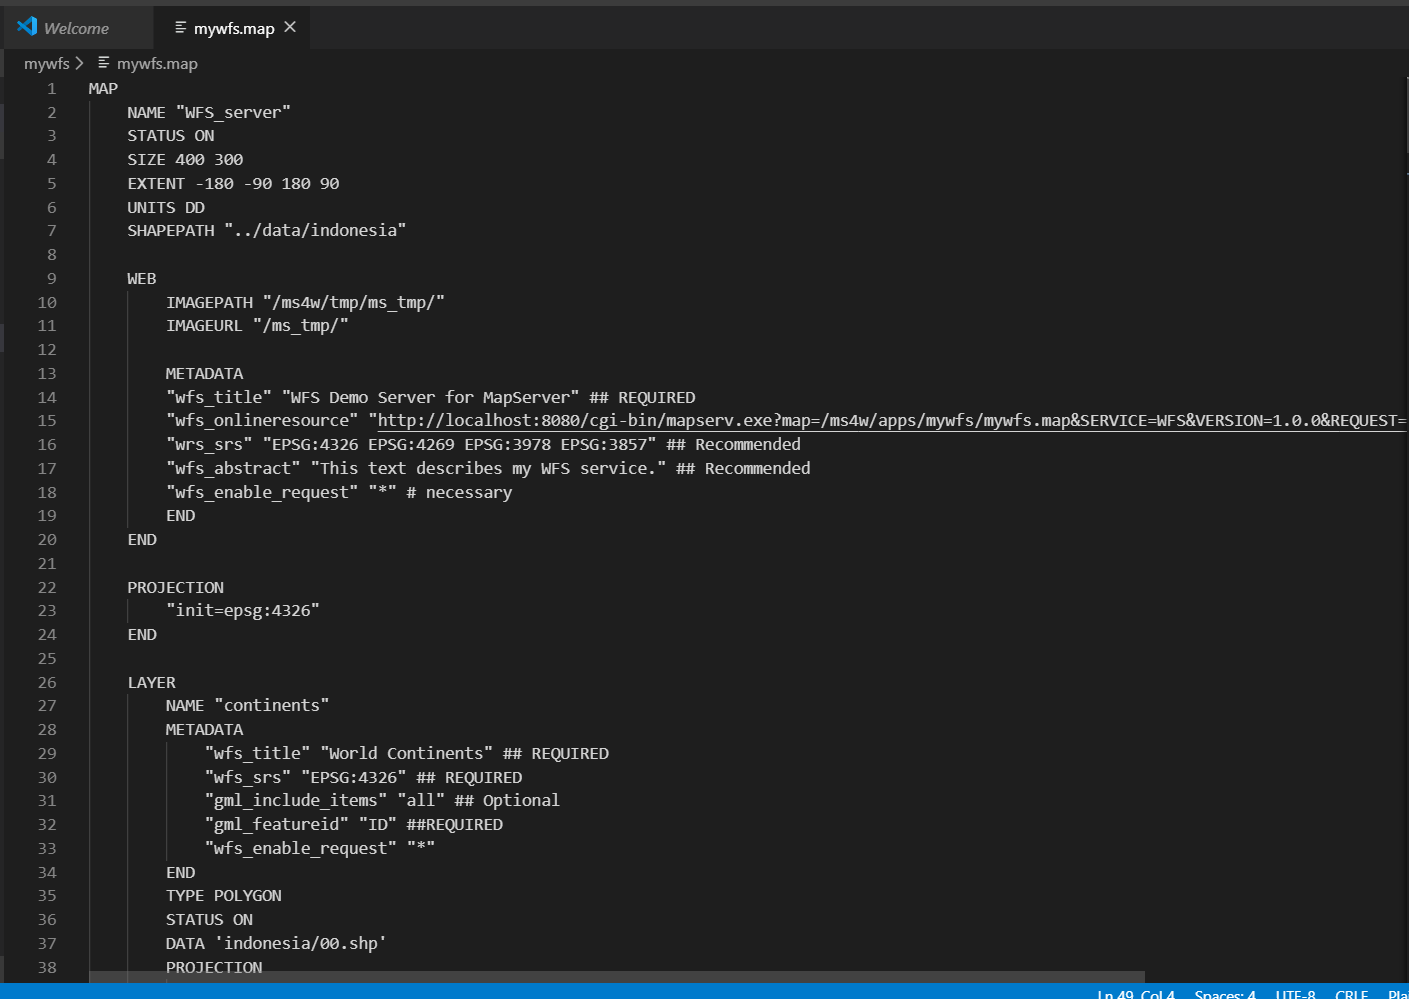 Welcome
mywfs.map
mywfs > mywfs.map
1 MAP
2 NAME "WFS_server"
3 STATUS ON
4 SIZE 400 300
5 EXTENT -180 -90 180 90
6 UNITS DD
7 SHAPEPATH "../data/indonesia"
8
9 WEB
10 IMAGEPATH "/ms4w/tmp/ms_tmp/"
11 IMAGEURL "/ms_tmp/"
12
13 METADATA
14 "wfs_title" "WFS Demo Server for MapServer" ## REQUIRED
15 "wfs_onlineresource" "http://localhost:8080/cgi-bin/mapserv.exe?map=/ms4w/apps/mywfs/mywfs.map&SERVICE=WFS&VERSION=1.0.0&REQUEST=
16 "wrs_srs" "EPSG:4326 EPSG:4269 EPSG:3978 EPSG:3857" ## Recommended
17 "wfs_abstract" "This text describes my WFS service." ## Recommended
18 "wfs_enable_request" "*" # necessary
19 END
20 END
21
22 PROJECTION
23 "init=epsg:4326"
24 END
25
26 LAYER
27 NAME "continents"
28 METADATA
29 "wfs_title" "World Continents" ## REQUIRED
30 "wfs_srs" "EPSG:4326" ## REQUIRED
31 "gml_include_items" "all" ## Optional
32 "gml_featureid" "ID" ##REQUIRED
33 "wfs_enable_request" "*"
34 END
35 TYPE POLYGON
36 STATUS ON
37 DATA 'indonesia/00.shp'
38 PROJECTION
Ln 49, Col 4 Spaces: 4 UTF-8 CRLF Pla